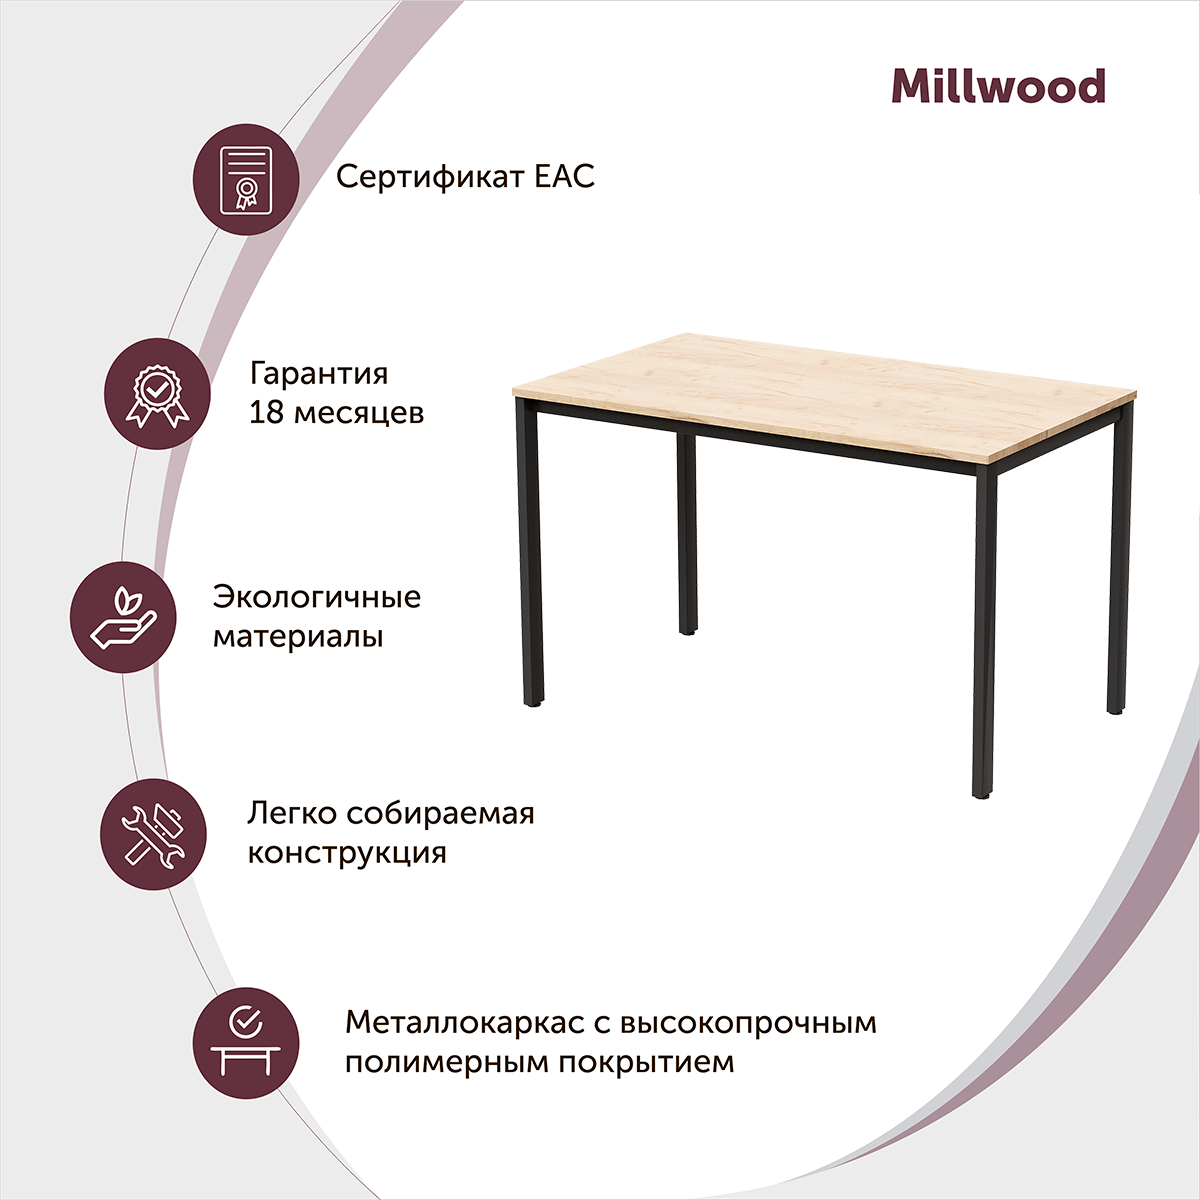 Millwood
Сертификат ЕАС
Гарантия
18 месяцев
Экологичные
материалы
Легко собираемая
конструкция
Металлокаркас с высокопрочным
полимерным покрытием